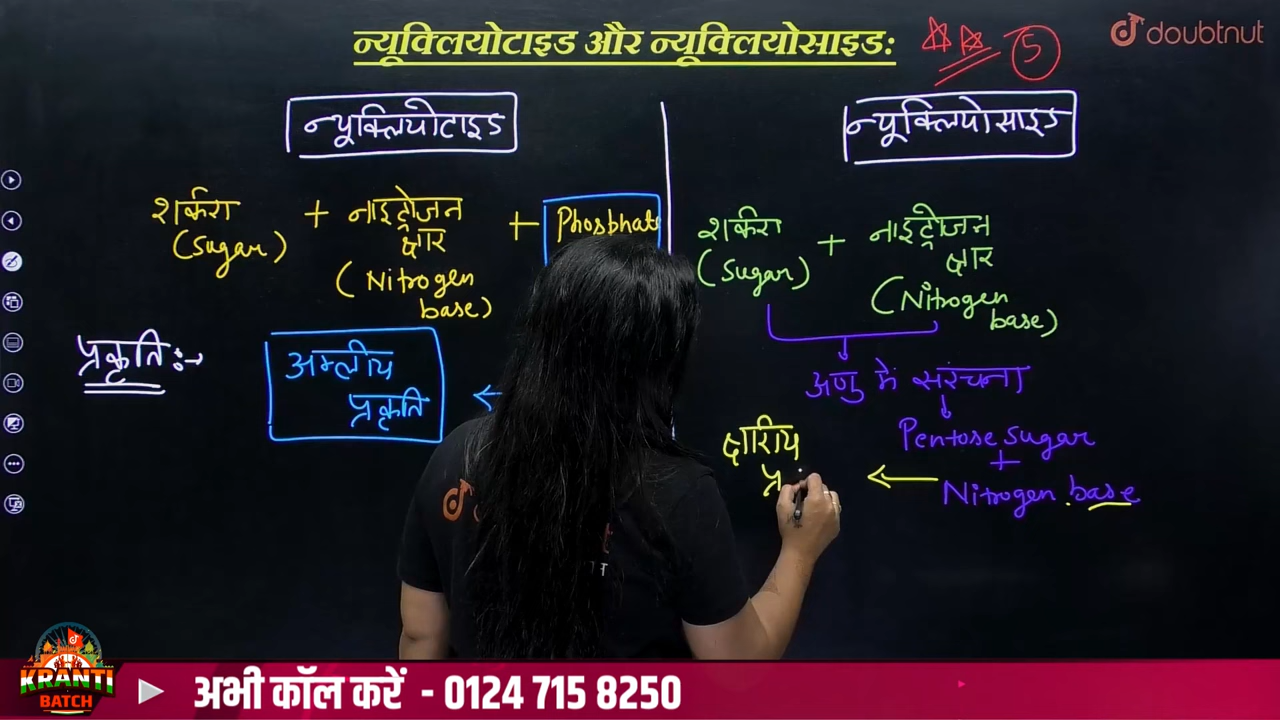 न्यूक्लियोटाइड और न्यूक्लियोसाइड:
5
doubtnut
न्यूक्लियोटाइड
शर्करा + नाइट्रोजन + Phosphat
(Sugar) क्षार
(Nitrogen
base)
प्रकृति :→
अम्लीय
प्रकृति
न्यूक्लियोसाइड
शर्करा + नाइट्रोजन
(Sugar) क्षार
(Nitrogen
base)
अणु में संरचना
Pentose sugar
+
Nitrogen base
क्षारीय
प्र
KRANTI
BATCH
अभी कॉल करें - 0124 715 8250